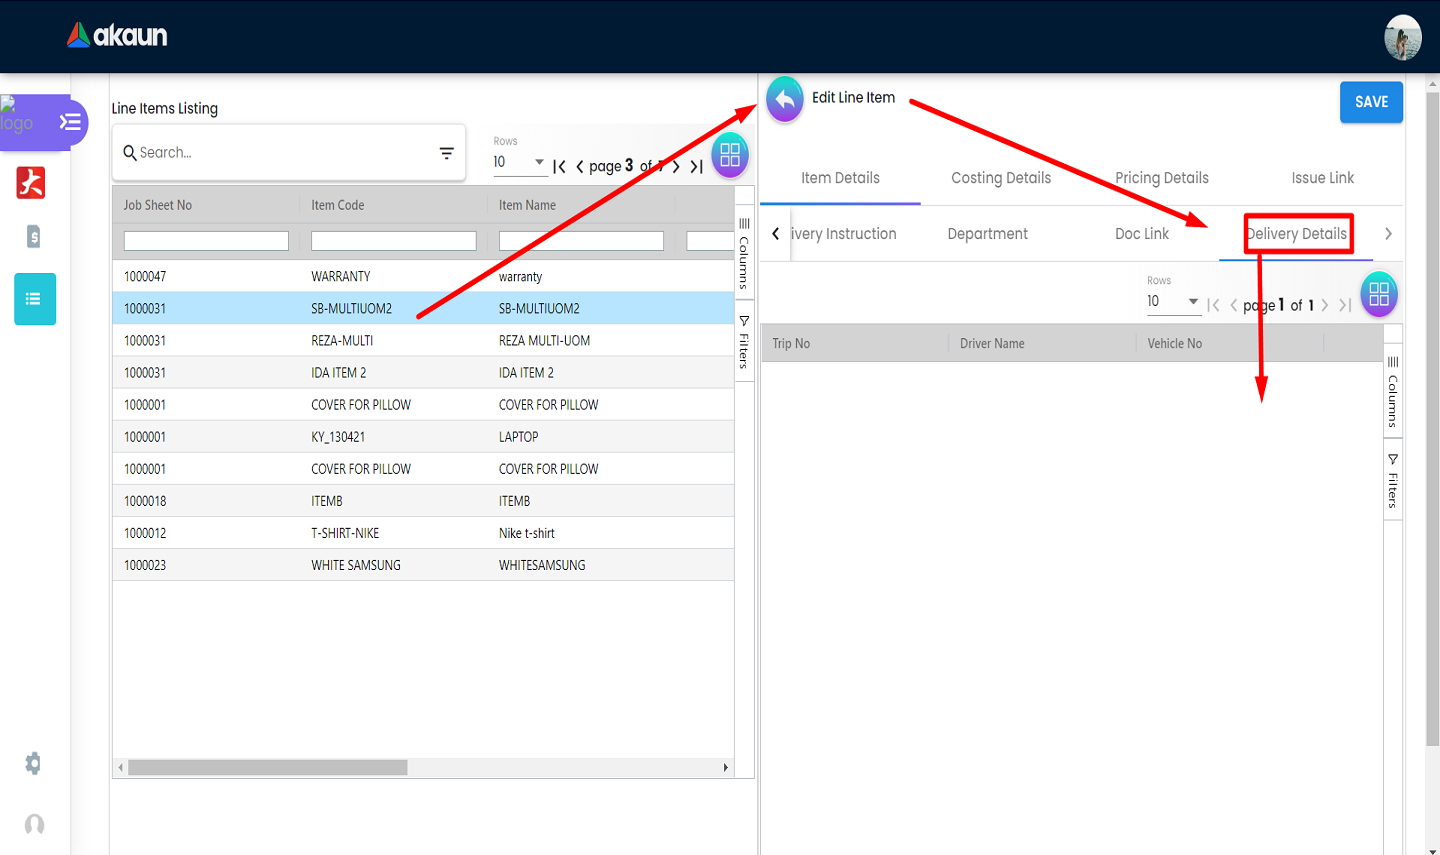 akaun
logo
Line Items Listing
Search...
Rows
10
page 3 of
Job Sheet No Item Code Item Name
1000047 WARRANTY warranty
1000031 SB-MULTIUOM2 SB-MULTIUOM2
1000031 REZA-MULTI REZA MULTI-UOM
1000031 IDA ITEM 2 IDA ITEM 2
1000001 COVER FOR PILLOW COVER FOR PILLOW
1000001 KY_130421 LAPTOP
1000001 COVER FOR PILLOW COVER FOR PILLOW
1000018 ITEMB ITEMB
1000012 T-SHIRT-NIKE Nike t-shirt
1000023 WHITE SAMSUNG WHITESAMSUNG
Columns
Filters
Edit Line Item
SAVE
Item Details Costing Details Pricing Details Issue Link
ivery Instruction Department Doc Link Delivery Details
Rows
10
page 1 of 1
Trip No Driver Name Vehicle No
Columns
Filters